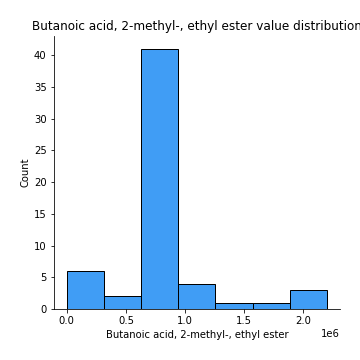 Butanoic acid, 2-methyl-, ethyl ester value distribution
40
35
30
25
20
15
10
5
0
Count
0.0 0.5 1.0 1.5 2.0
1e6
Butanoic acid, 2-methyl-, ethyl ester